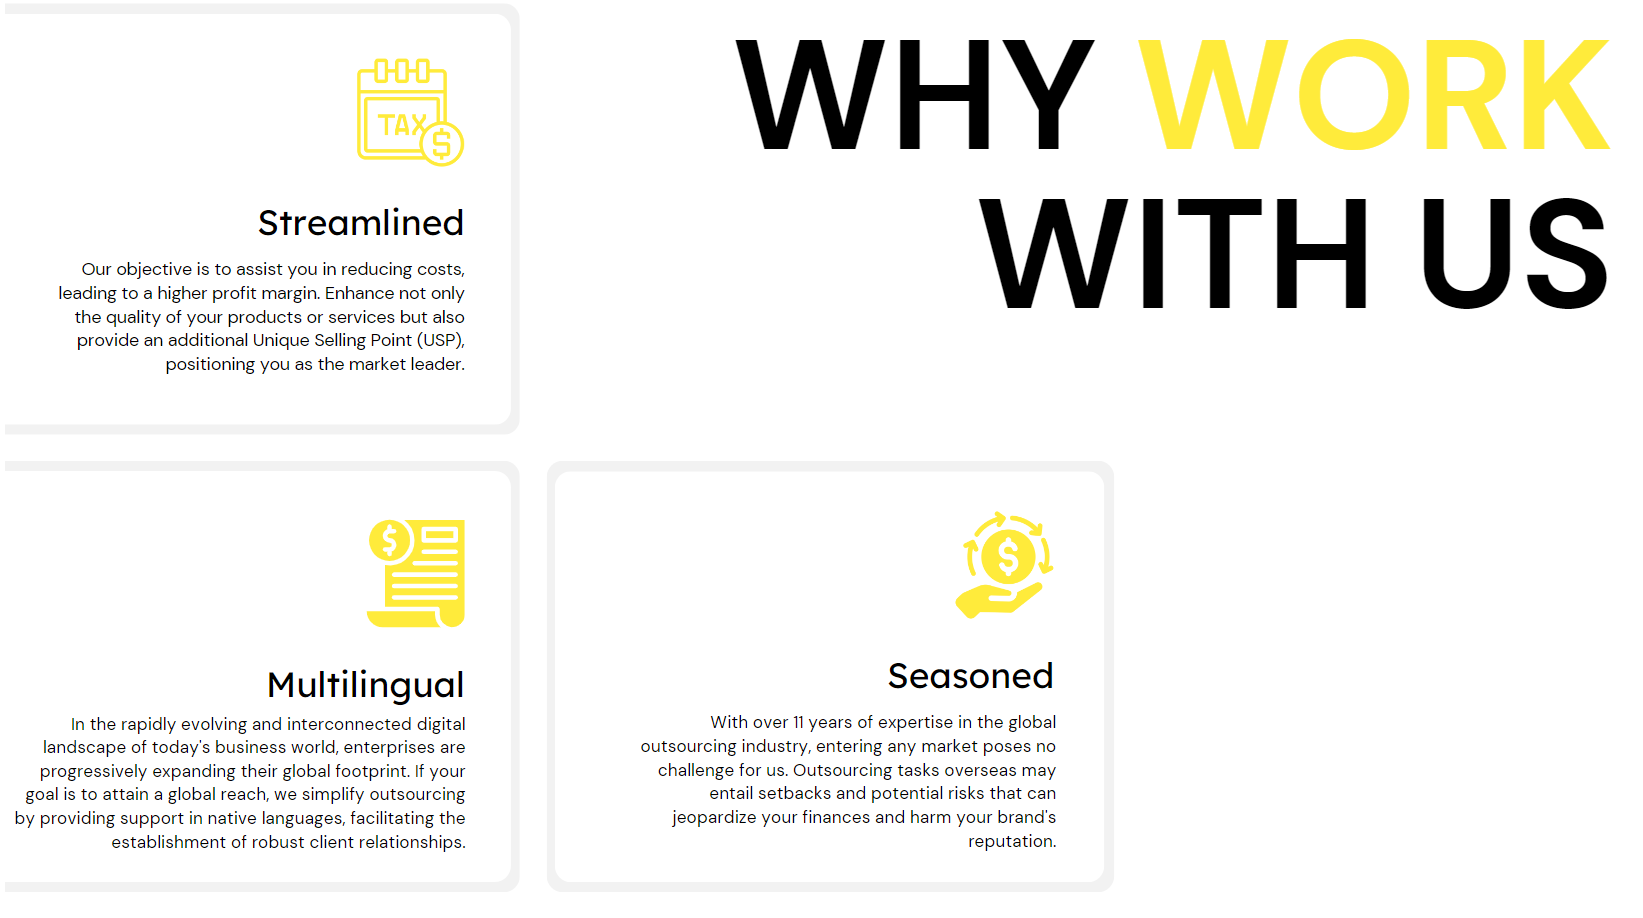 WHY WORK
WITH US
TAX
$
Streamlined
Our objective is to assist you in reducing costs,
leading to a higher profit margin. Enhance not only
the quality of your products or services but also
provide an additional Unique Selling Point (USP),
positioning you as the market leader.
$
Multilingual
In the rapidly evolving and interconnected digital
landscape of today's business world, enterprises are
progressively expanding their global footprint. If your
goal is to attain a global reach, we simplify outsourcing
by providing support in native languages, facilitating the
establishment of robust client relationships.
$
Seasoned
With over 11 years of expertise in the global
outsourcing industry, entering any market poses no
challenge for us. Outsourcing tasks overseas may
entail setbacks and potential risks that can
jeopardize your finances and harm your brand's
reputation.